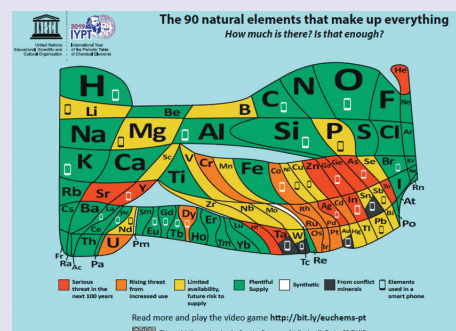 United Nations
Educational, Scientific and
Cultural Organization
2019 IYPT
International Year
of the Periodic Table
of Chemical Elements
The 90 natural elements that make up everything
How much is there? Is that enough?
H He
Li Be B C N O F Ne
Na Mg Al Si P S Cl Ar
K Ca Sc Ti V Cr Mn Fe Co Ni Cu Zn Ga Ge As Se Br Kr
Rb Sr Y Zr Nb Mo Ru Rh Pd Ag Cd In Sn Sb Te I
Cs Ba La Ce Pr Nd Pm Sm Eu Gd Tb Dy Ho Er Tm Yb Lu Ta W Re Os Ir Pt Au Hg Tl Pb Bi Po At Rn
Fr Ra Ac Th Pa U
Tc
Serious
threat in the
next 100 years
Rising threat
from
increased use
Limited
availability,
future risk to
supply
Plentiful
Supply
Synthetic
From conflict
minerals
Elements
used in a
smart phone
Read more and play the video game http://bit.ly/euchems-pt